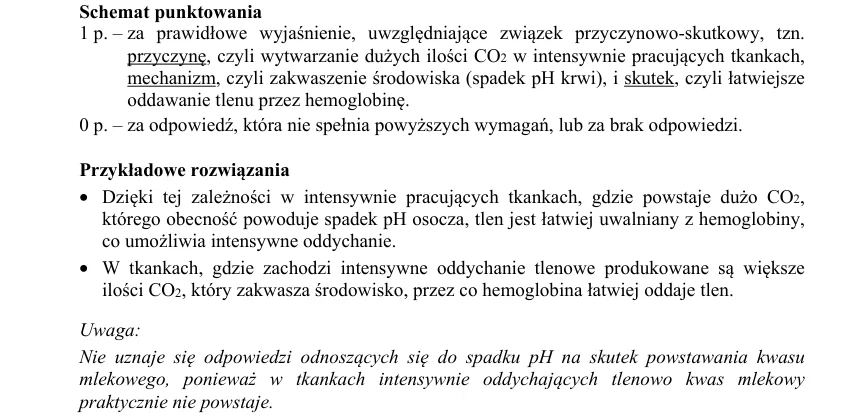 Schemat punktowania
1 p. – za prawidłowe wyjaśnienie, uwzględniające związek przyczynowo-skutkowy, tzn.
przyczynę, czyli wytwarzanie dużych ilości CO2 w intensywnie pracujących tkankach,
mechanizm, czyli zakwaszenie środowiska (spadek pH krwi), i skutek, czyli łatwiejsze
oddawanie tlenu przez hemoglobinę.
0 p. – za odpowiedź, która nie spełnia powyższych wymagań, lub za brak odpowiedzi.
Przykładowe rozwiązania
• Dzięki tej zależności w intensywnie pracujących tkankach, gdzie powstaje dużo CO2,
którego obecność powoduje spadek pH osocza, tlen jest łatwiej uwalniany z hemoglobiny,
co umożliwia intensywne oddychanie.
• W tkankach, gdzie zachodzi intensywne oddychanie tlenowe produkowane są większe
ilości CO2, który zakwasza środowisko, przez co hemoglobina łatwiej oddaje tlen.
Uwaga:
Nie uznaje się odpowiedzi odnoszących się do spadku pH na skutek powstawania kwasu
mlekowego, ponieważ w tkankach intensywnie oddychających tlenowo kwas mlekowy
praktycznie nie powstaje.